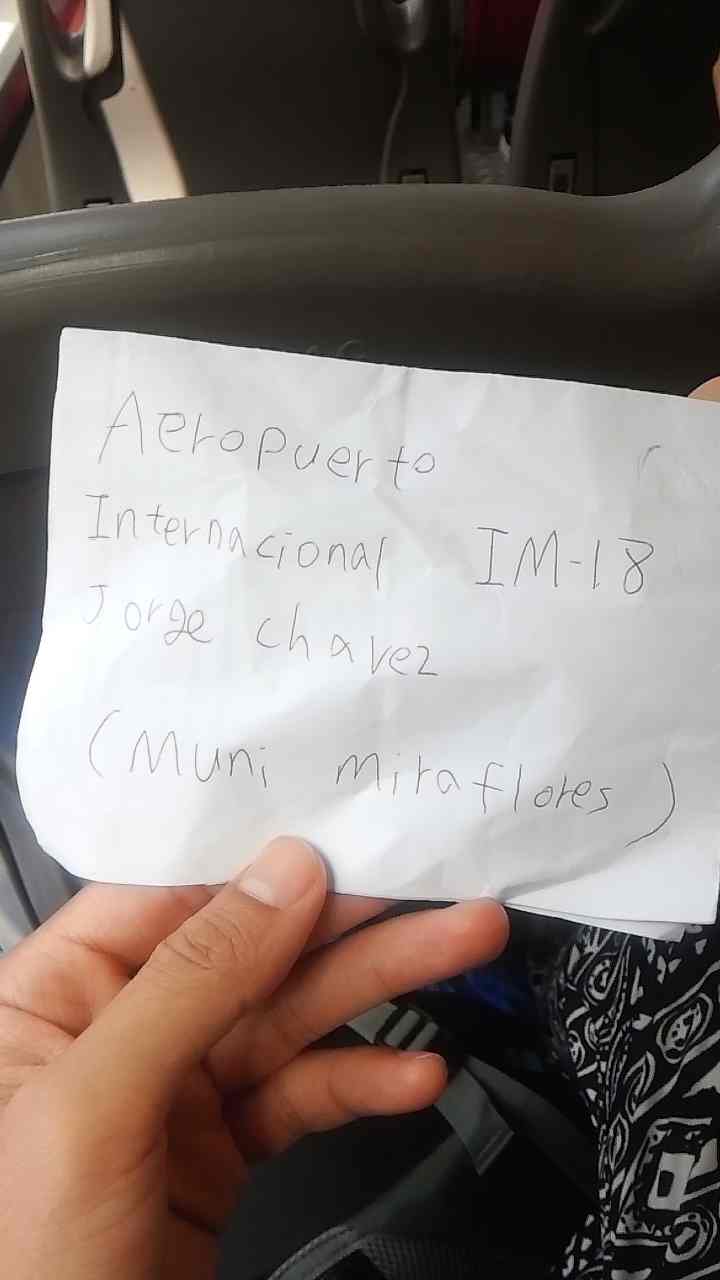 Aeropuerto
Internacional IM-18
Jorge chavez
(Muni miraflores)